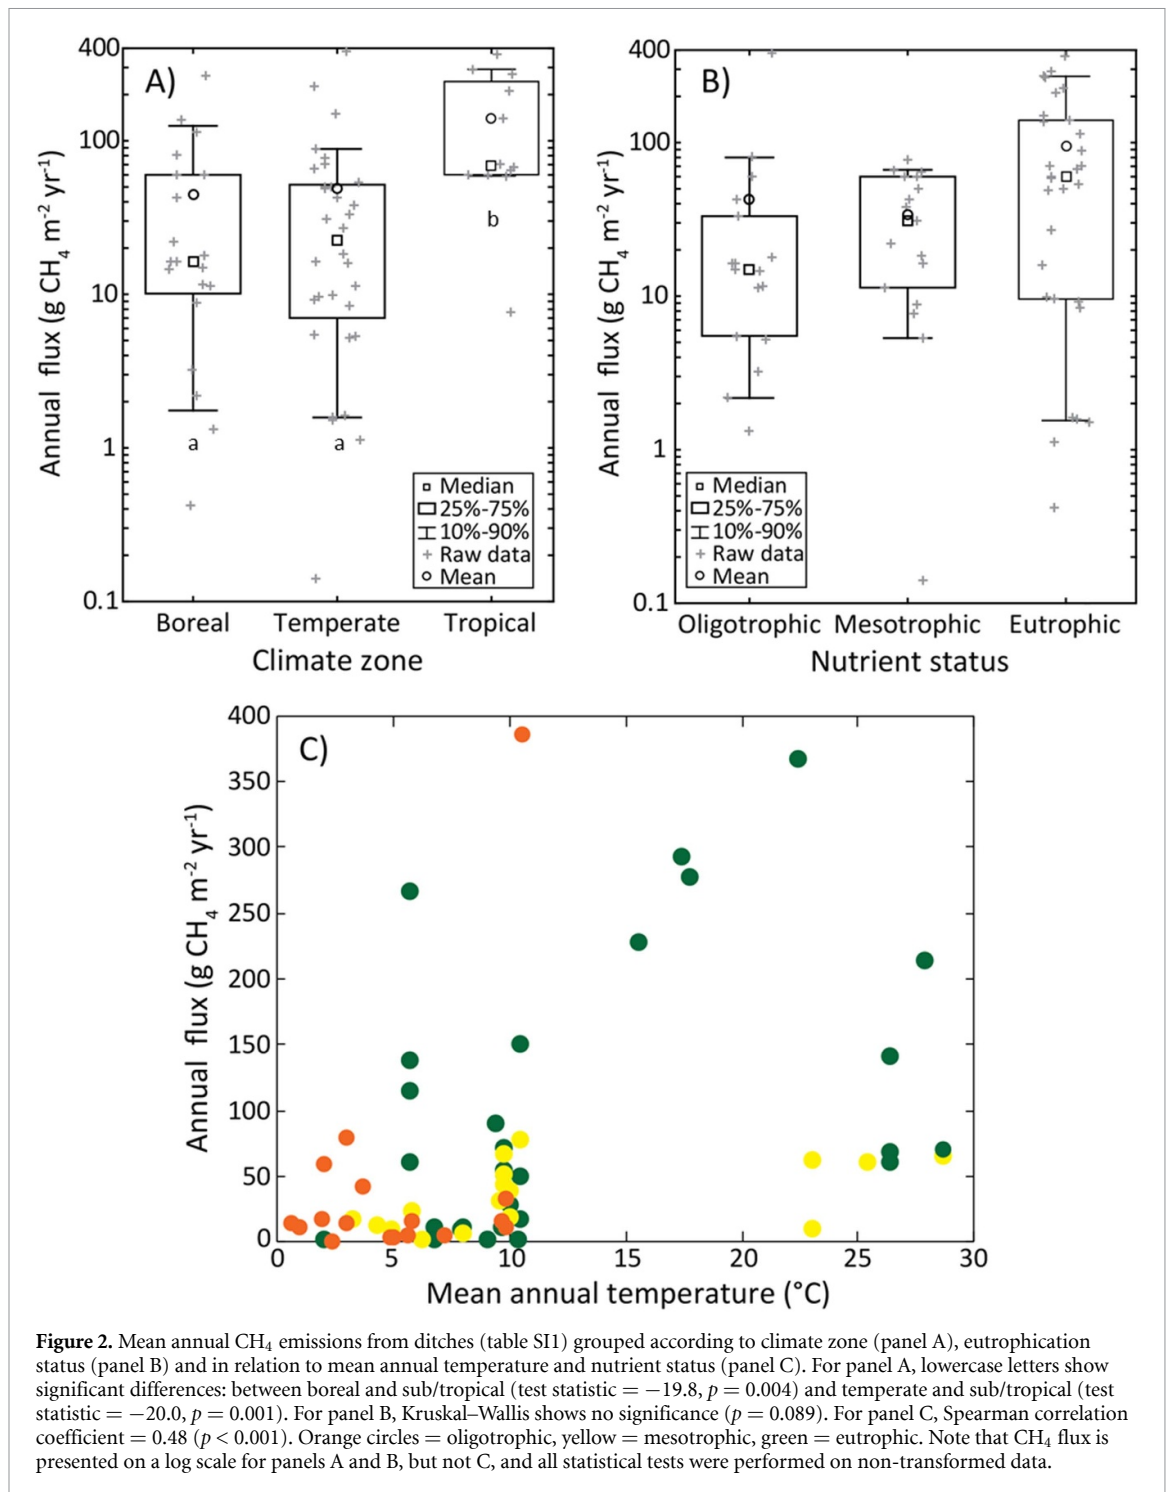 A)
400
100
10
1
0.1
Annual flux (g CH4 m-2 yr-1)
a
a
b
Median
25%-75%
10%-90%
Raw data
Mean
Boreal Temperate Tropical
Climate zone
B)
400
100
10
1
0.1
Annual flux (g CH4 m-2 yr-1)
Median
25%-75%
10%-90%
Raw data
Mean
Oligotrophic Mesotrophic Eutrophic
Nutrient status
C)
400
350
300
250
200
150
100
50
0
Annual flux (g CH4 m-2 yr-1)
0 5 10 15 20 25 30
Mean annual temperature (°C)
Figure 2. Mean annual CH4 emissions from ditches (table SI1) grouped according to climate zone (panel A), eutrophication
status (panel B) and in relation to mean annual temperature and nutrient status (panel C). For panel A, lowercase letters show
significant differences: between boreal and sub/tropical (test statistic = −19.8, p = 0.004) and temperate and sub/tropical (test
statistic = −20.0, p = 0.001). For panel B, Kruskal–Wallis shows no significance (p = 0.089). For panel C, Spearman correlation
coefficient = 0.48 (p < 0.001). Orange circles = oligotrophic, yellow = mesotrophic, green = eutrophic. Note that CH4 flux is
presented on a log scale for panels A and B, but not C, and all statistical tests were performed on non-transformed data.